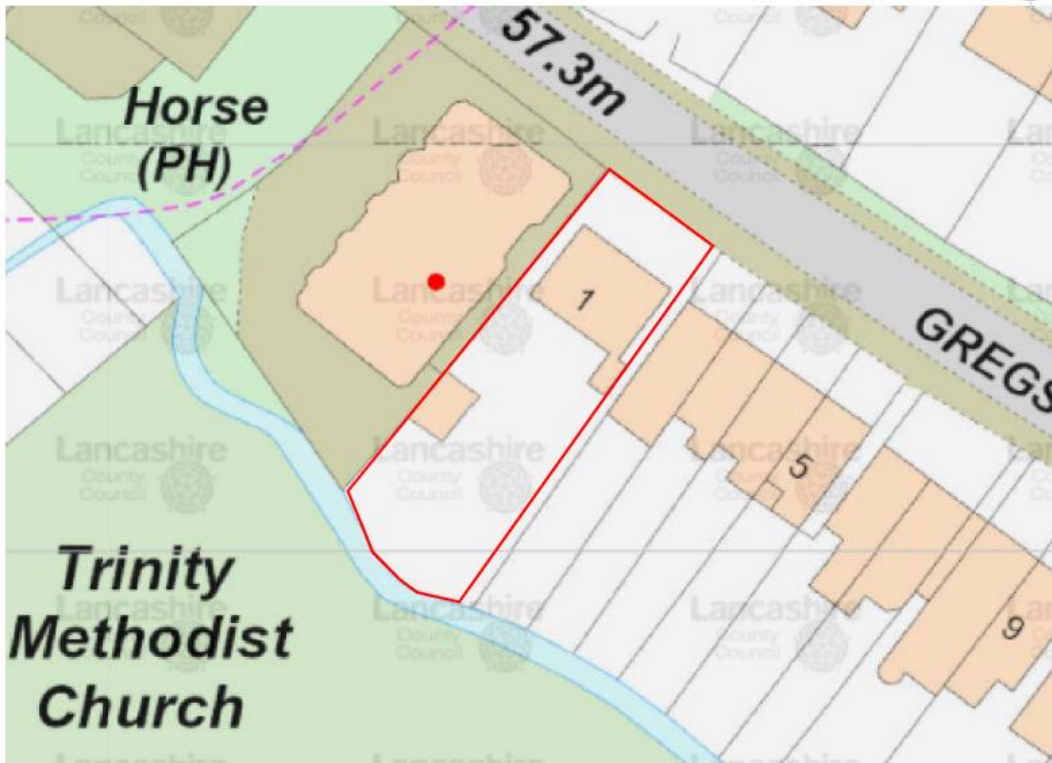 57.3m
Horse
(PH)
1
GREGS
5
9
Trinity
Methodist
Church
Lancashire
County
Council